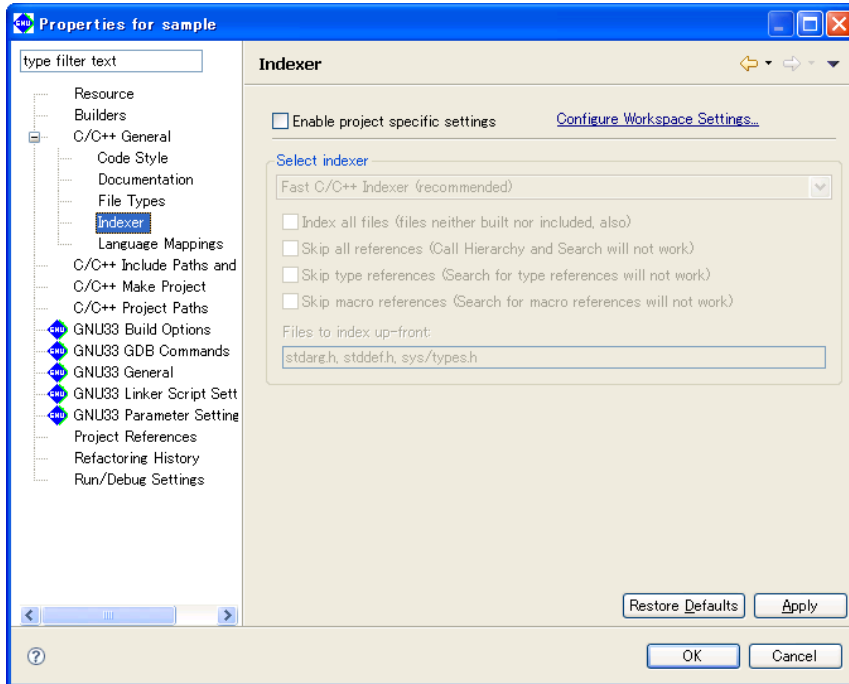 Properties for sample
type filter text
Resource
Builders
C/C++ General
Code Style
Documentation
File Types
Indexer
Language Mappings
C/C++ Include Paths and
C/C++ Make Project
C/C++ Project Paths
GNU33 Build Options
GNU33 GDB Commands
GNU33 General
GNU33 Linker Script Sett
GNU33 Parameter Setting
Project References
Refactoring History
Run/Debug Settings
Indexer
Enable project specific settings
Configure Workspace Settings...
Select indexer
Fast C/C++ Indexer (recommended)
Index all files (files neither built nor included, also)
Skip all references (Call Hierarchy and Search will not work)
Skip type references (Search for type references will not work)
Skip macro references (Search for macro references will not work)
Files to index up-front:
stdarg.h, stddef.h, sys/types.h
Restore Defaults
Apply
OK
Cancel